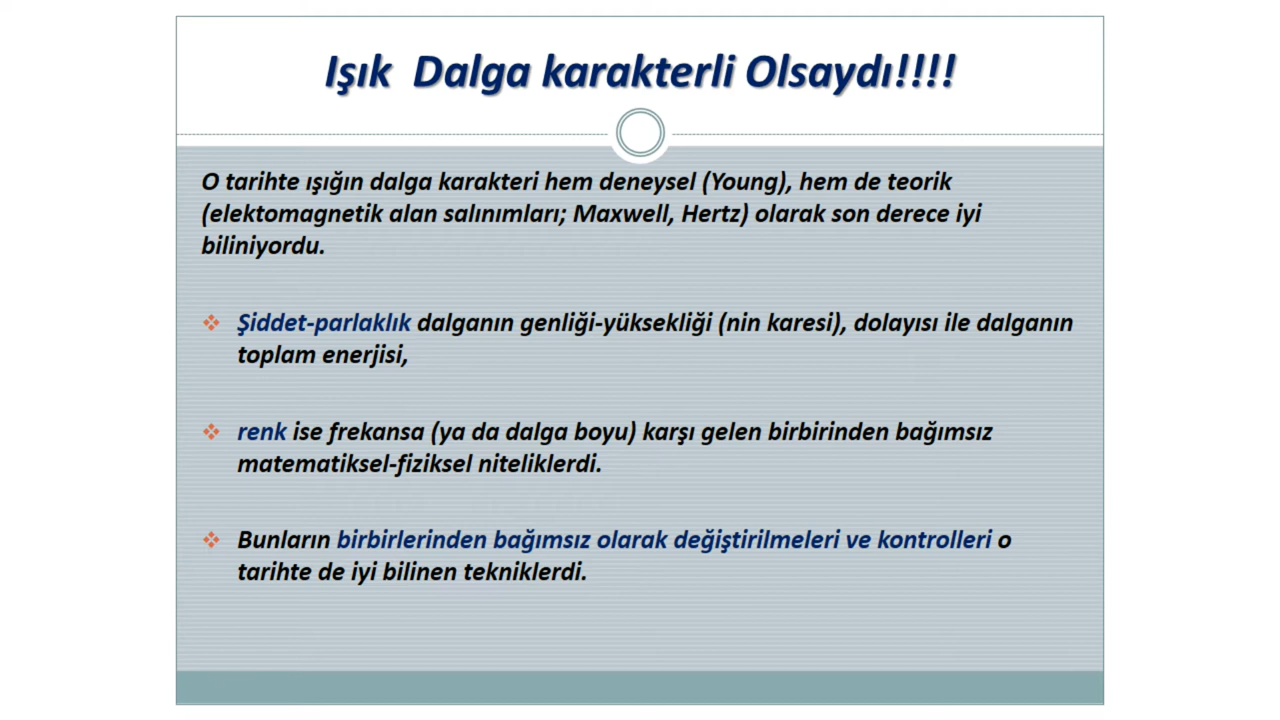 Işık Dalga karakterli Olsaydı!!!!
O tarihte ışığın dalga karakteri hem deneysel (Young), hem de teorik
(elektomagnetik alan salınımları; Maxwell, Hertz) olarak son derece iyi
biliniyordu.
Şiddet-parlaklık dalganın genliği-yüksekliği (nin karesi), dolayısı ile dalganın
toplam enerjisi,
renk ise frekansa (ya da dalga boyu) karşı gelen birbirinden bağımsız
matematiksel-fiziksel niteliklerdi.
Bunların birbirlerinden bağımsız olarak değiştirilmeleri ve kontrolleri o
tarihte de iyi bilinen tekniklerdi.